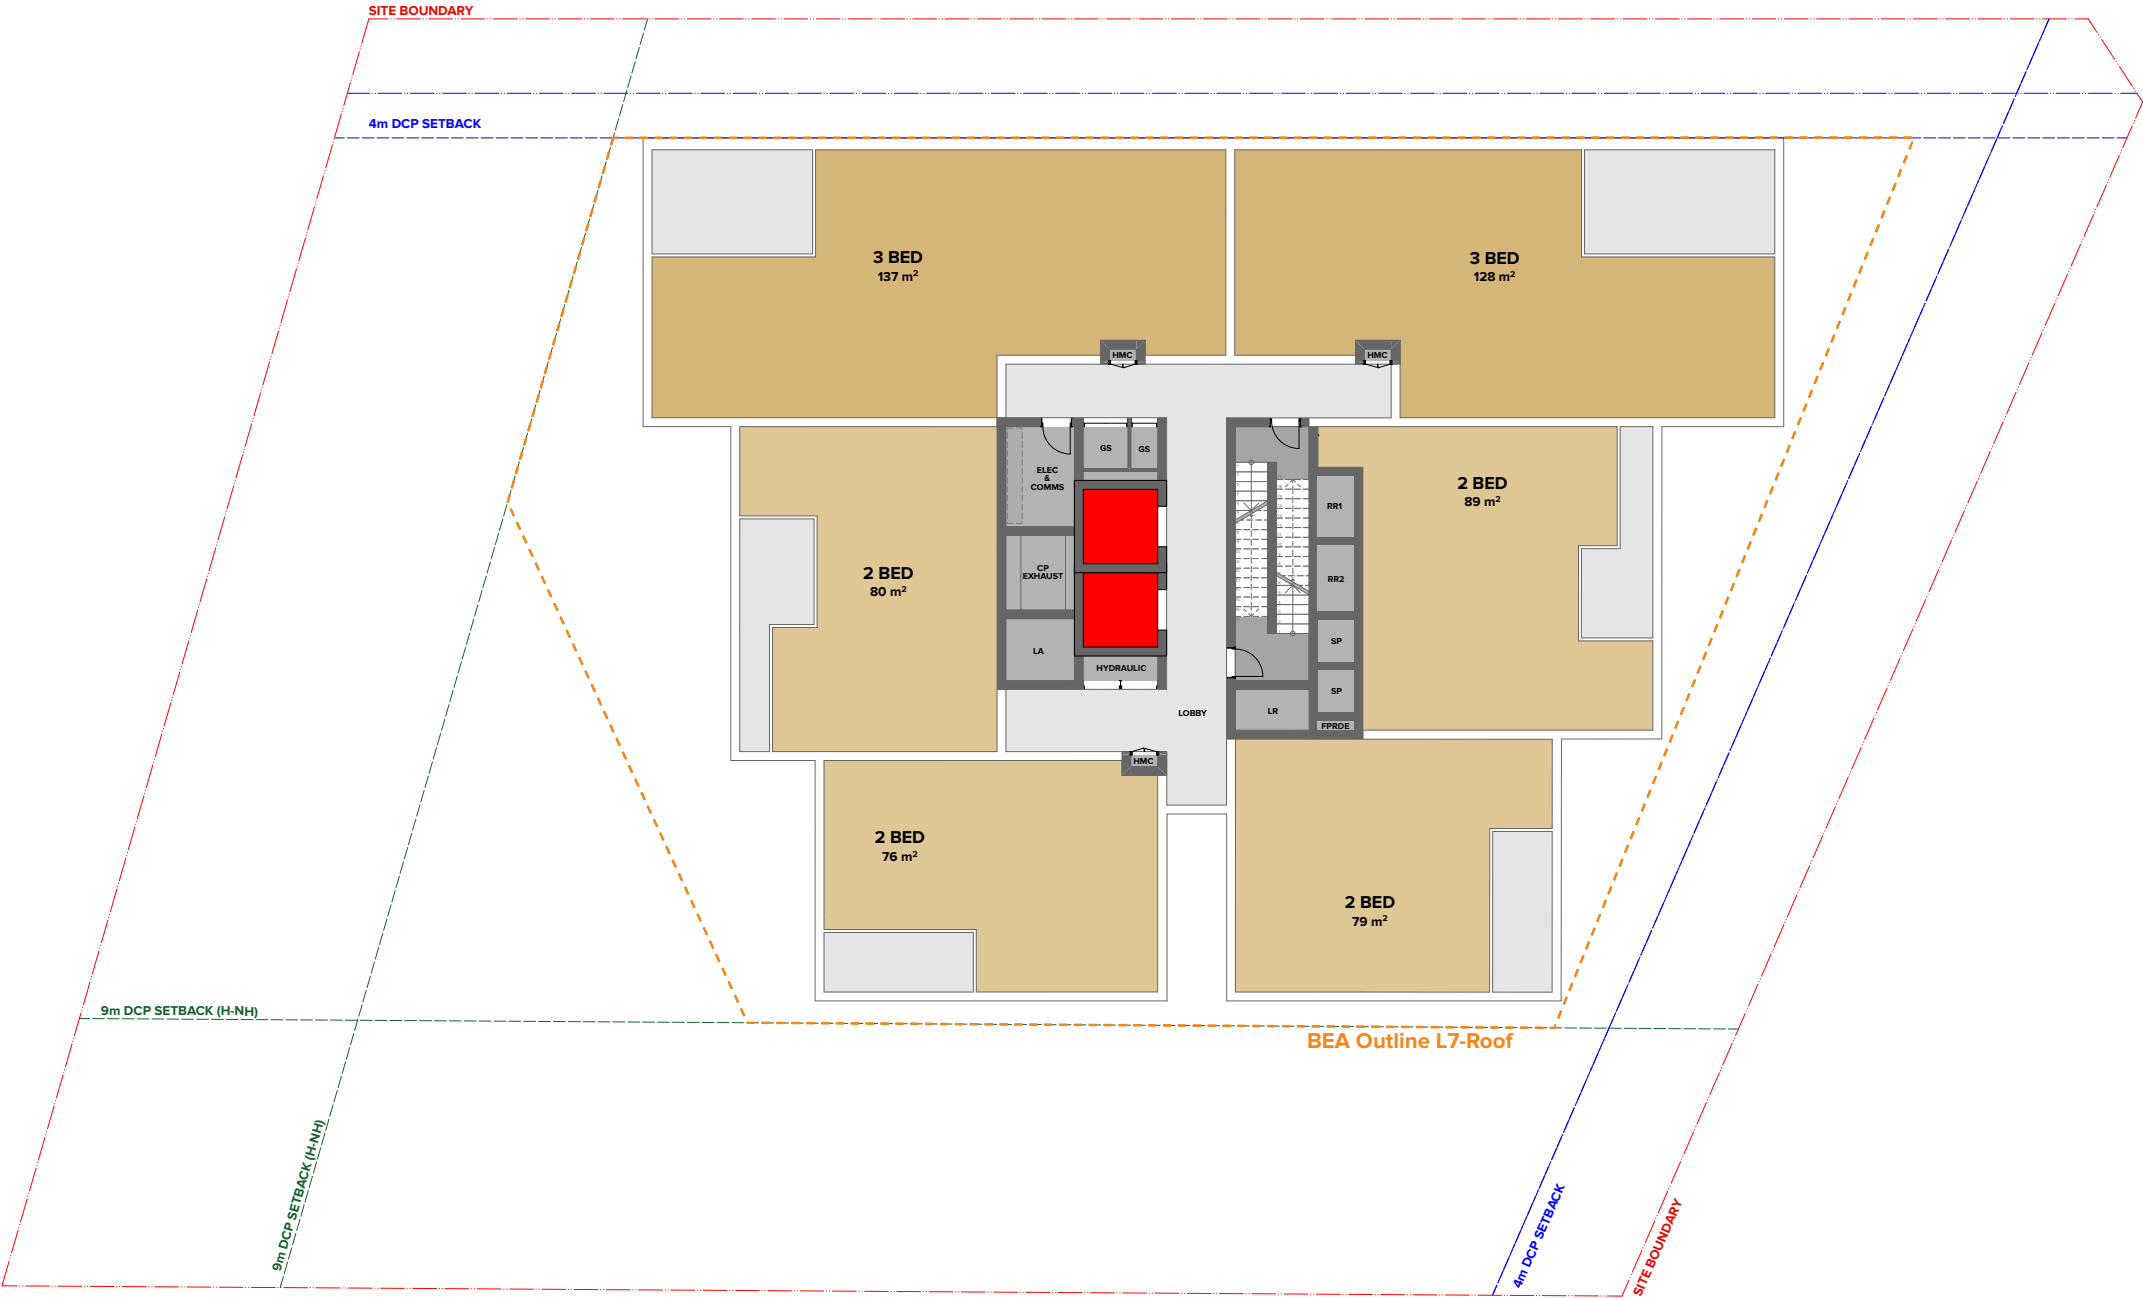 SITE BOUNDARY
4m DCP SETBACK
3 BED
137 m²
3 BED
128 m²
HMC
HMC
GS
GS
ELEC
&
COMMS
2 BED
89 m²
RR1
CP
EXHAUST
2 BED
80 m²
RR2
LA
SP
HYDRAULIC
SP
LOBBY
LR
FPRDE
HMC
2 BED
76 m²
2 BED
79 m²
9m DCP SETBACK (H-NH)
BEA Outline L7-Roof
9m DCP SETBACK (H-NH)
4m DCP SETBACK
SITE BOUNDARY